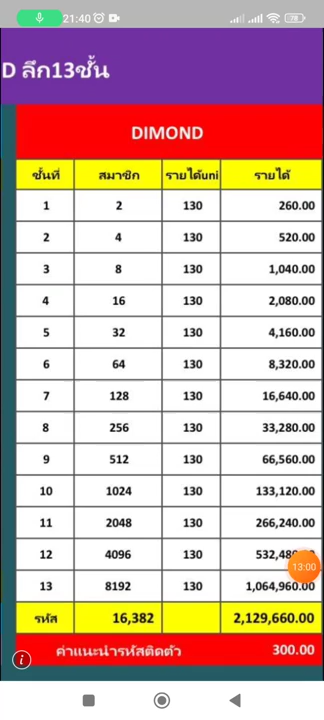 21:40
78
D ลึก13ชั้น
DIMOND
ชั้นที่ สมาชิก รายได้uni รายได้
1 2 130 260.00
2 4 130 520.00
3 8 130 1,040.00
4 16 130 2,080.00
5 32 130 4,160.00
6 64 130 8,320.00
7 128 130 16,640.00
8 256 130 33,280.00
9 512 130 66,560.00
10 1024 130 133,120.00
11 2048 130 266,240.00
12 4096 130
13:00
13 8192 130 1,064,960.00
รหัส 16,382 2,129,660.00
ค่าแนะนำรหัสติดตัว 300.00